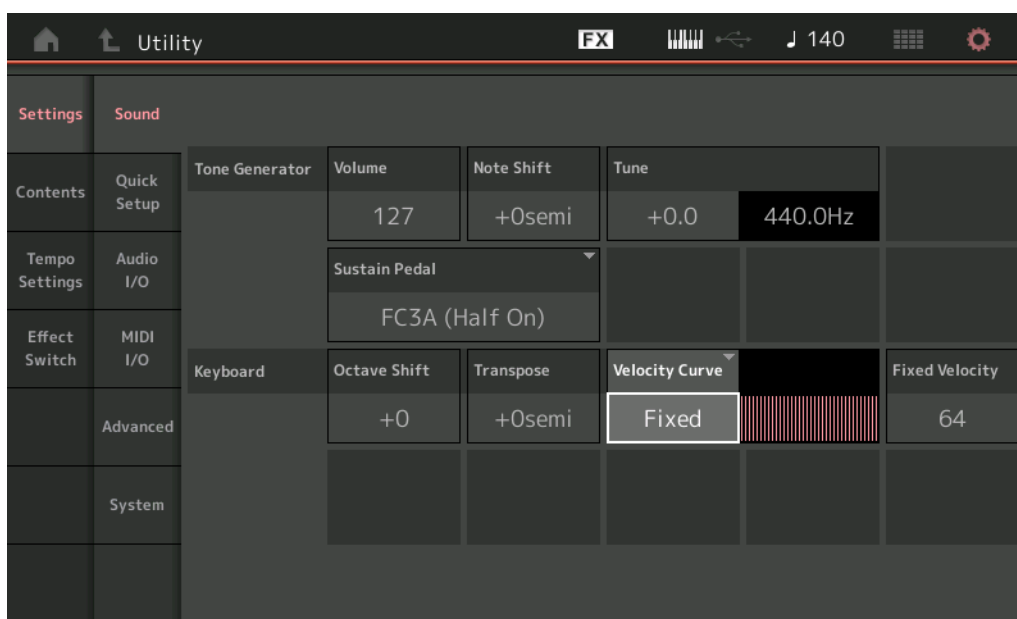 Utility
FX
♩ 140
Settings
Sound
Contents
Quick
Setup
Tempo
Settings
Audio
I/O
Effect
Switch
MIDI
I/O
Advanced
System
Tone Generator
Volume
Note Shift
Tune
127
+0semi
+0.0
440.0Hz
Sustain Pedal
FC3A (Half On)
Keyboard
Octave Shift
Transpose
Velocity Curve
Fixed Velocity
+0
+0semi
Fixed
64